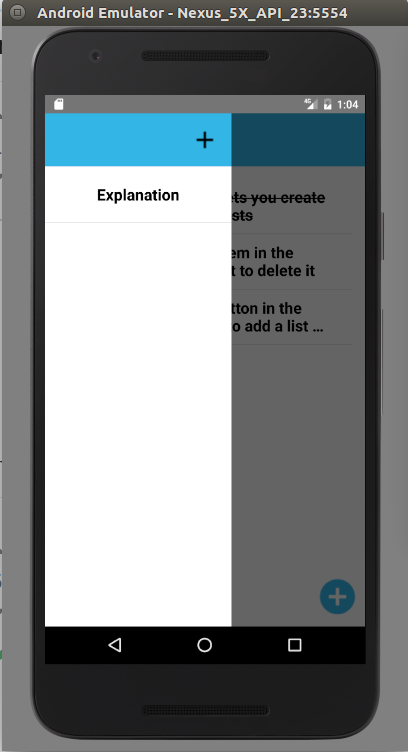 Android Emulator - Nexus_5X_API_23:5554
4G 1:04
+
Explanation
ets you create
sts
em in the
t to delete it
tton in the
o add a list ...
+